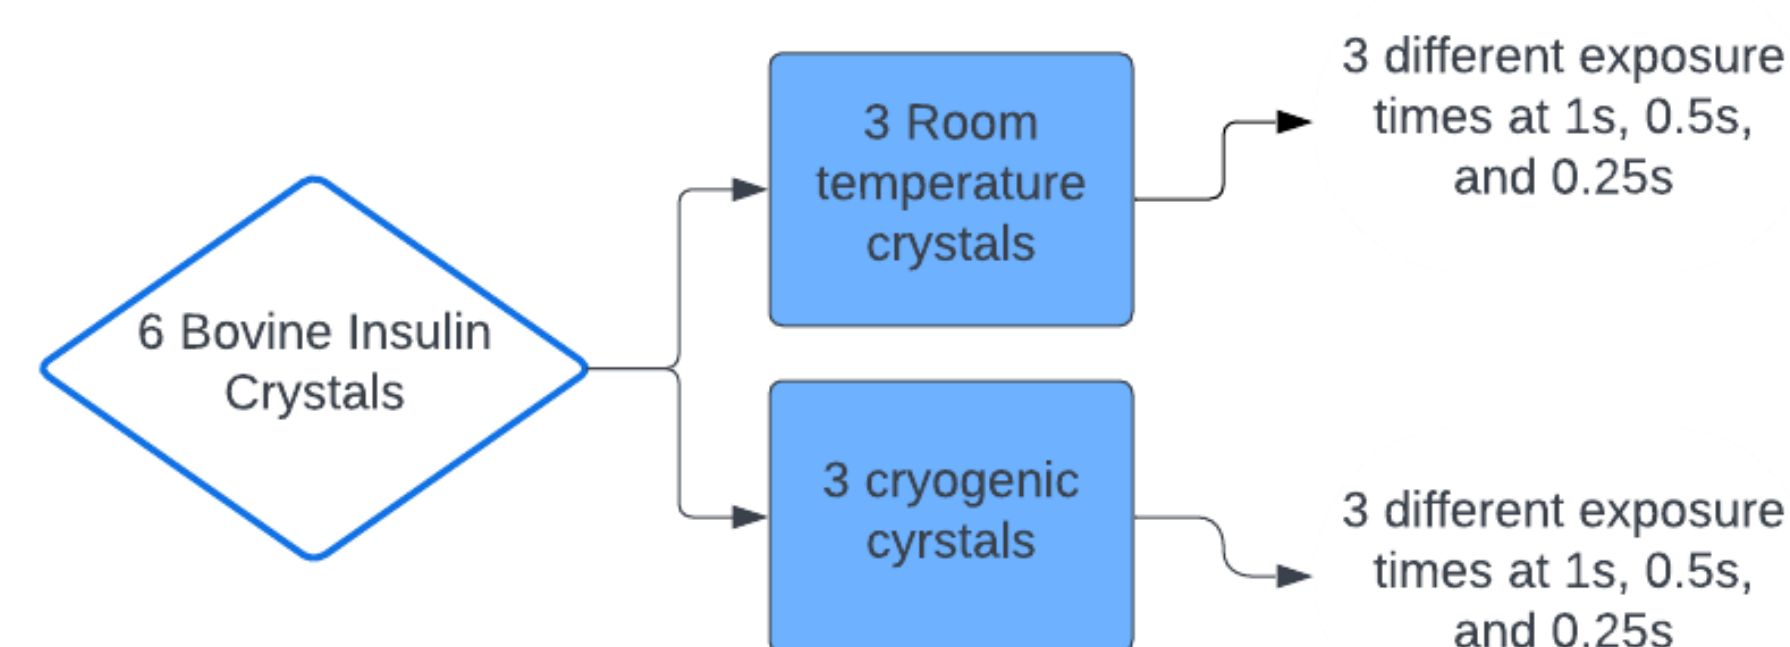 6 Bovine Insulin
Crystals
3 Room
temperature
crystals
3 different exposure
times at 1s, 0.5s,
and 0.25s
3 cryogenic
cyrstals
3 different exposure
times at 1s, 0.5s,
and 0.25s